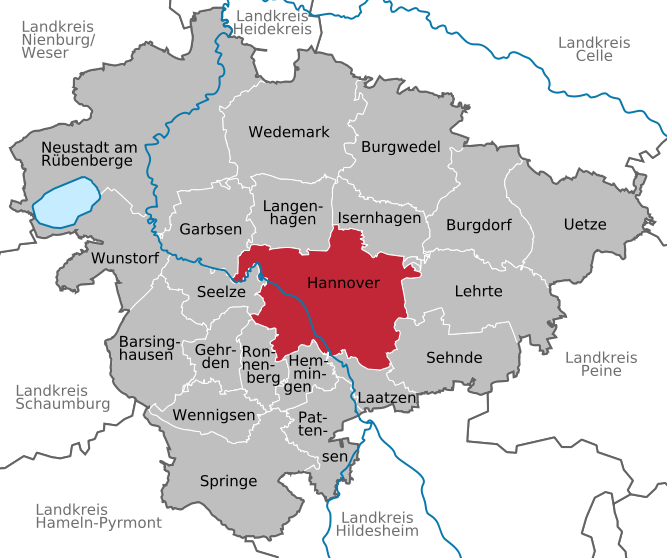 Landkreis
Heidekreis
Landkreis
Nienburg/
Weser
Landkreis
Celle
Wedemark
Burgwedel
Neustadt am
Rübenberge
Langen-
hagen
Isernhagen
Garbsen
Burgdorf
Uetze
Wunstorf
Hannover
Seelze
Lehrte
Barsing-
hausen
Gehr-
den
Ron-
nen-
berg
Hem-
min-
gen
Sehnde
Landkreis
Peine
Landkreis
Schaumburg
Laatzen
Wennigsen
Pat-
ten-
sen
Springe
Landkreis
Hameln-Pyrmont
Landkreis
Hildesheim